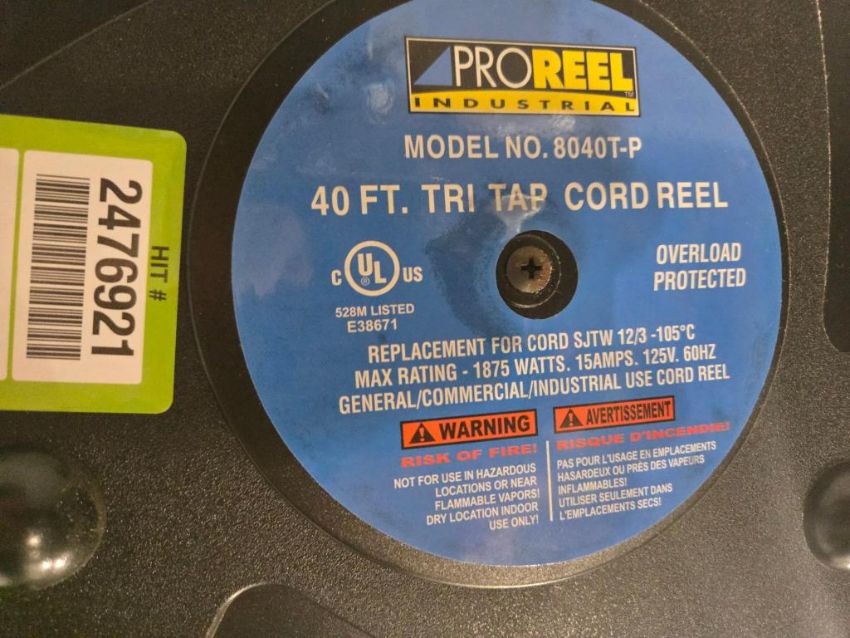 PROREEL
™
INDUSTRIAL
MODEL NO. 8040T-P
40 FT. TRI TAP CORD REEL
C UL US
528M LISTED
E38671
OVERLOAD
PROTECTED
REPLACEMENT FOR CORD SJTW 12/3 -105°C
MAX RATING - 1875 WATTS. 15AMPS. 125V. 60HZ
GENERAL/COMMERCIAL/INDUSTRIAL USE CORD REEL
WARNING
RISK OF FIRE!
NOT FOR USE IN HAZARDOUS
LOCATIONS OR NEAR
FLAMMABLE VAPORS!
DRY LOCATION INDOOR
USE ONLY!
AVERTISSEMENT
RISQUE D'INCENDIE!
PAS POUR L'USAGE EN EMPLACEMENTS
HASARDEUX OU PRÈS DES VAPEURS
INFLAMMABLES!
UTILISER SEULEMENT DANS
L'EMPLACEMENTS SECS!
HIT #
2476921